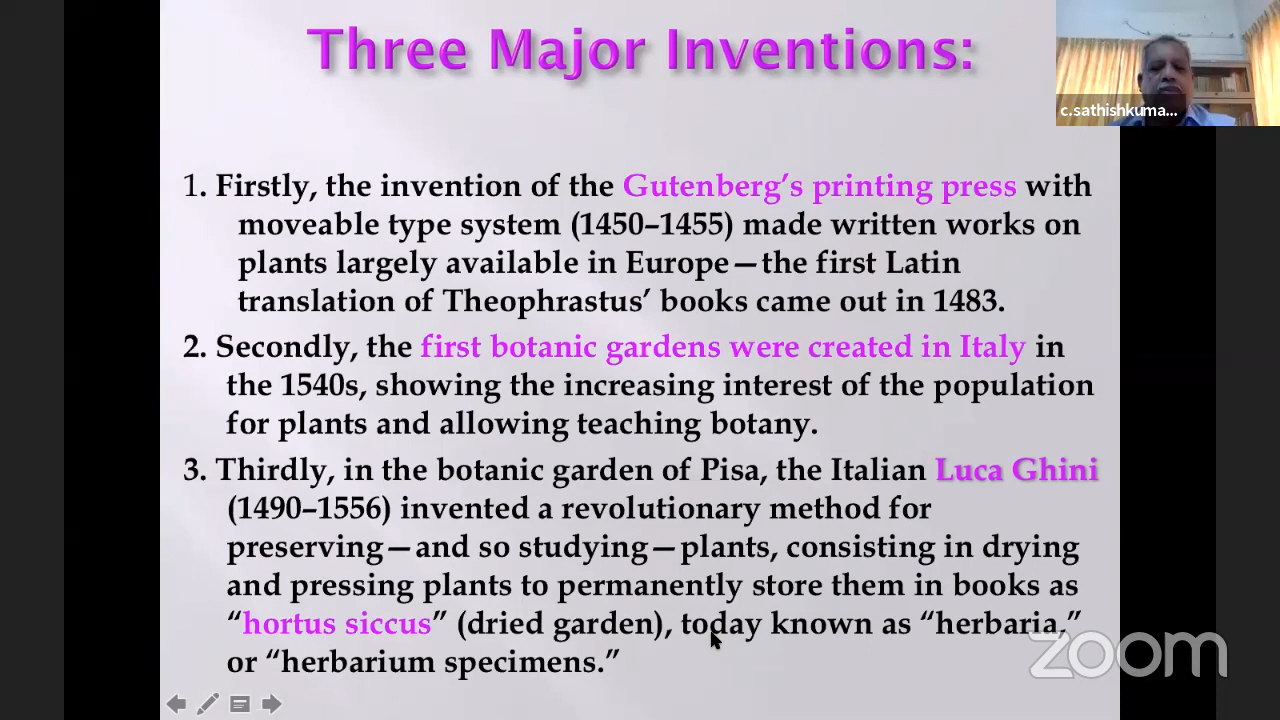 Three Major Inventions:
c.sathishkuma...
1. Firstly, the invention of the Gutenberg’s printing press with
moveable type system (1450–1455) made written works on
plants largely available in Europe—the first Latin
translation of Theophrastus’ books came out in 1483.
2. Secondly, the first botanic gardens were created in Italy in
the 1540s, showing the increasing interest of the population
for plants and allowing teaching botany.
3. Thirdly, in the botanic garden of Pisa, the Italian Luca Ghini
(1490–1556) invented a revolutionary method for
preserving—and so studying—plants, consisting in drying
and pressing plants to permanently store them in books as
“hortus siccus” (dried garden), today known as “herbaria,”
or “herbarium specimens.”
zoom